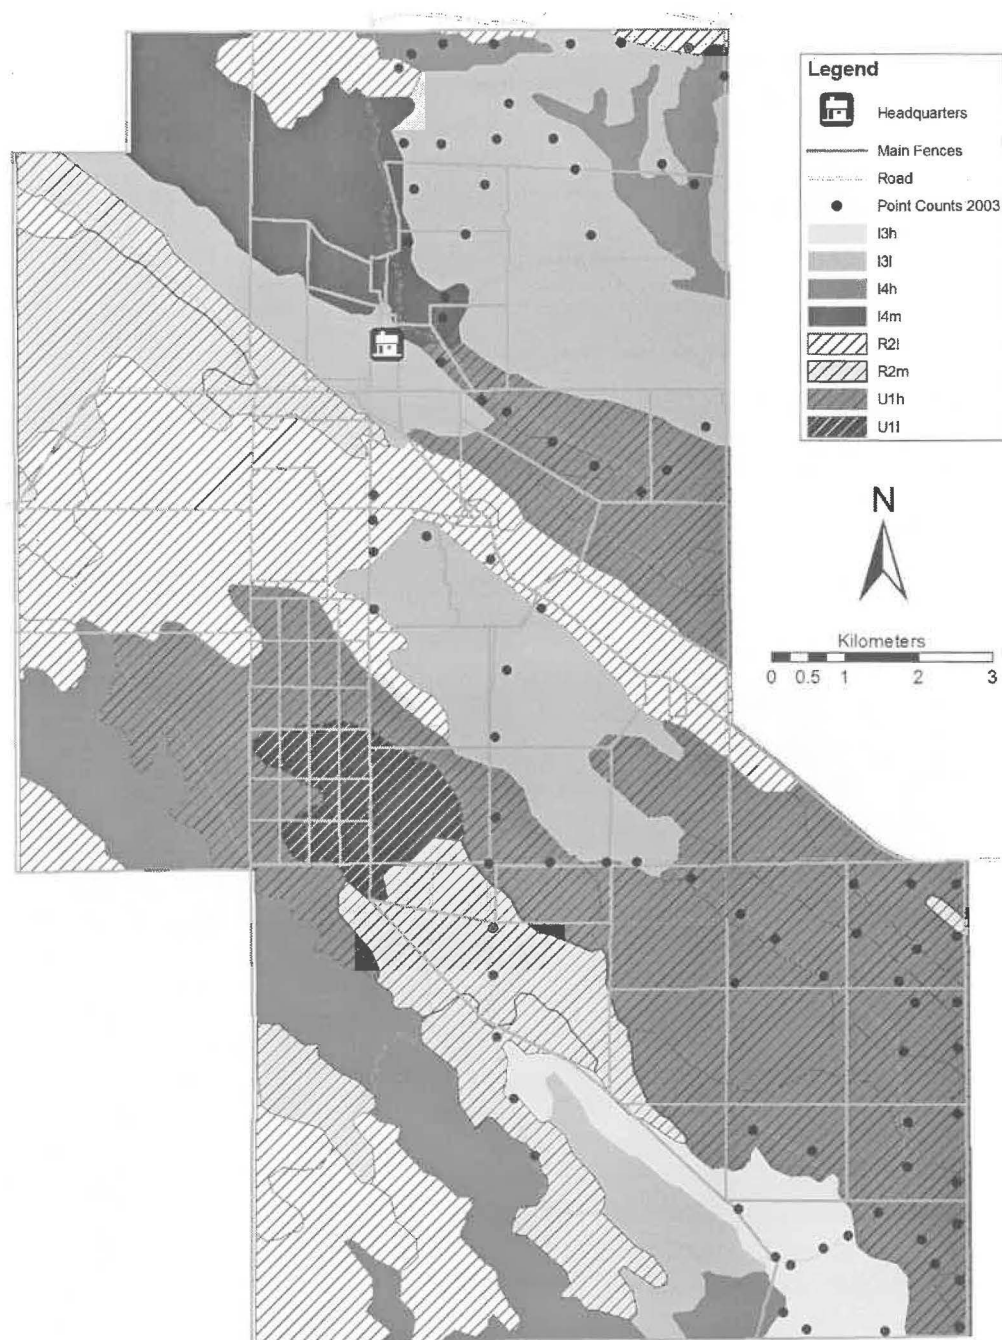 Legend
Headquarters
Main Fences
Road
Point Counts 2003
I3h
I3l
I4h
I4m
R2l
R2m
U1h
U1l
N
Kilometers
0 0.5 1 2 3